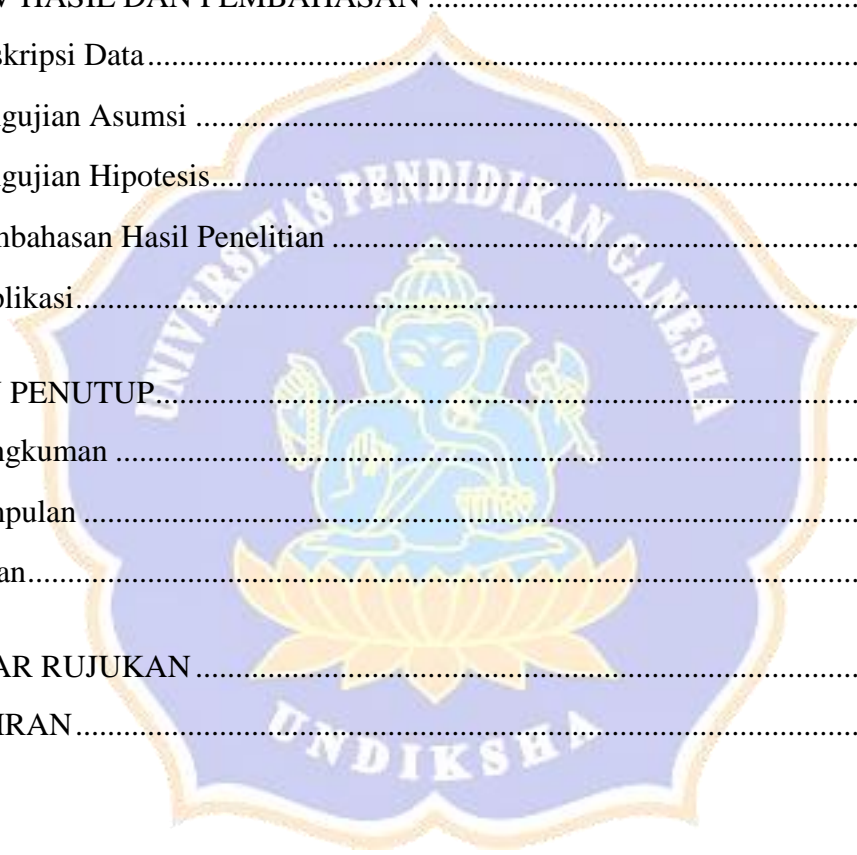 V HASIL DAN PEMBAHASAN ....................................................
skripsi Data ....................................................
gujian Asumsi ....................................................
gujian Hipotesis ....................................................
nbahasan Hasil Penelitian ....................................................
plikasi ....................................................
PENUTUP ....................................................
ngkuman ....................................................
npulan ....................................................
an ....................................................
AR RUJUKAN ....................................................
IRAN ....................................................
UNIVERSITAS PENDIDIKAN GANESHA
UNDIKSHA